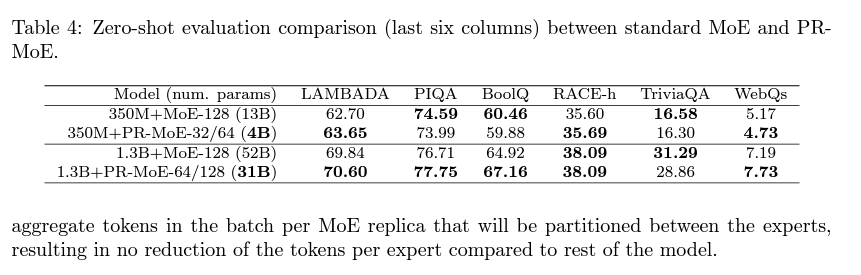 Table 4: Zero-shot evaluation comparison (last six columns) between standard MoE and PR-
MoE.
Model (num. params) LAMBADA PIQA BoolQ RACE-h TriviaQA WebQs
350M+MoE-128 (13B) 62.70 74.59 60.46 35.60 16.58 5.17
350M+PR-MoE-32/64 (4B) 63.65 73.99 59.88 35.69 16.30 4.73
1.3B+MoE-128 (52B) 69.84 76.71 64.92 38.09 31.29 7.19
1.3B+PR-MoE-64/128 (31B) 70.60 77.75 67.16 38.09 28.86 7.73
aggregate tokens in the batch per MoE replica that will be partitioned between the experts,
resulting in no reduction of the tokens per expert compared to rest of the model.